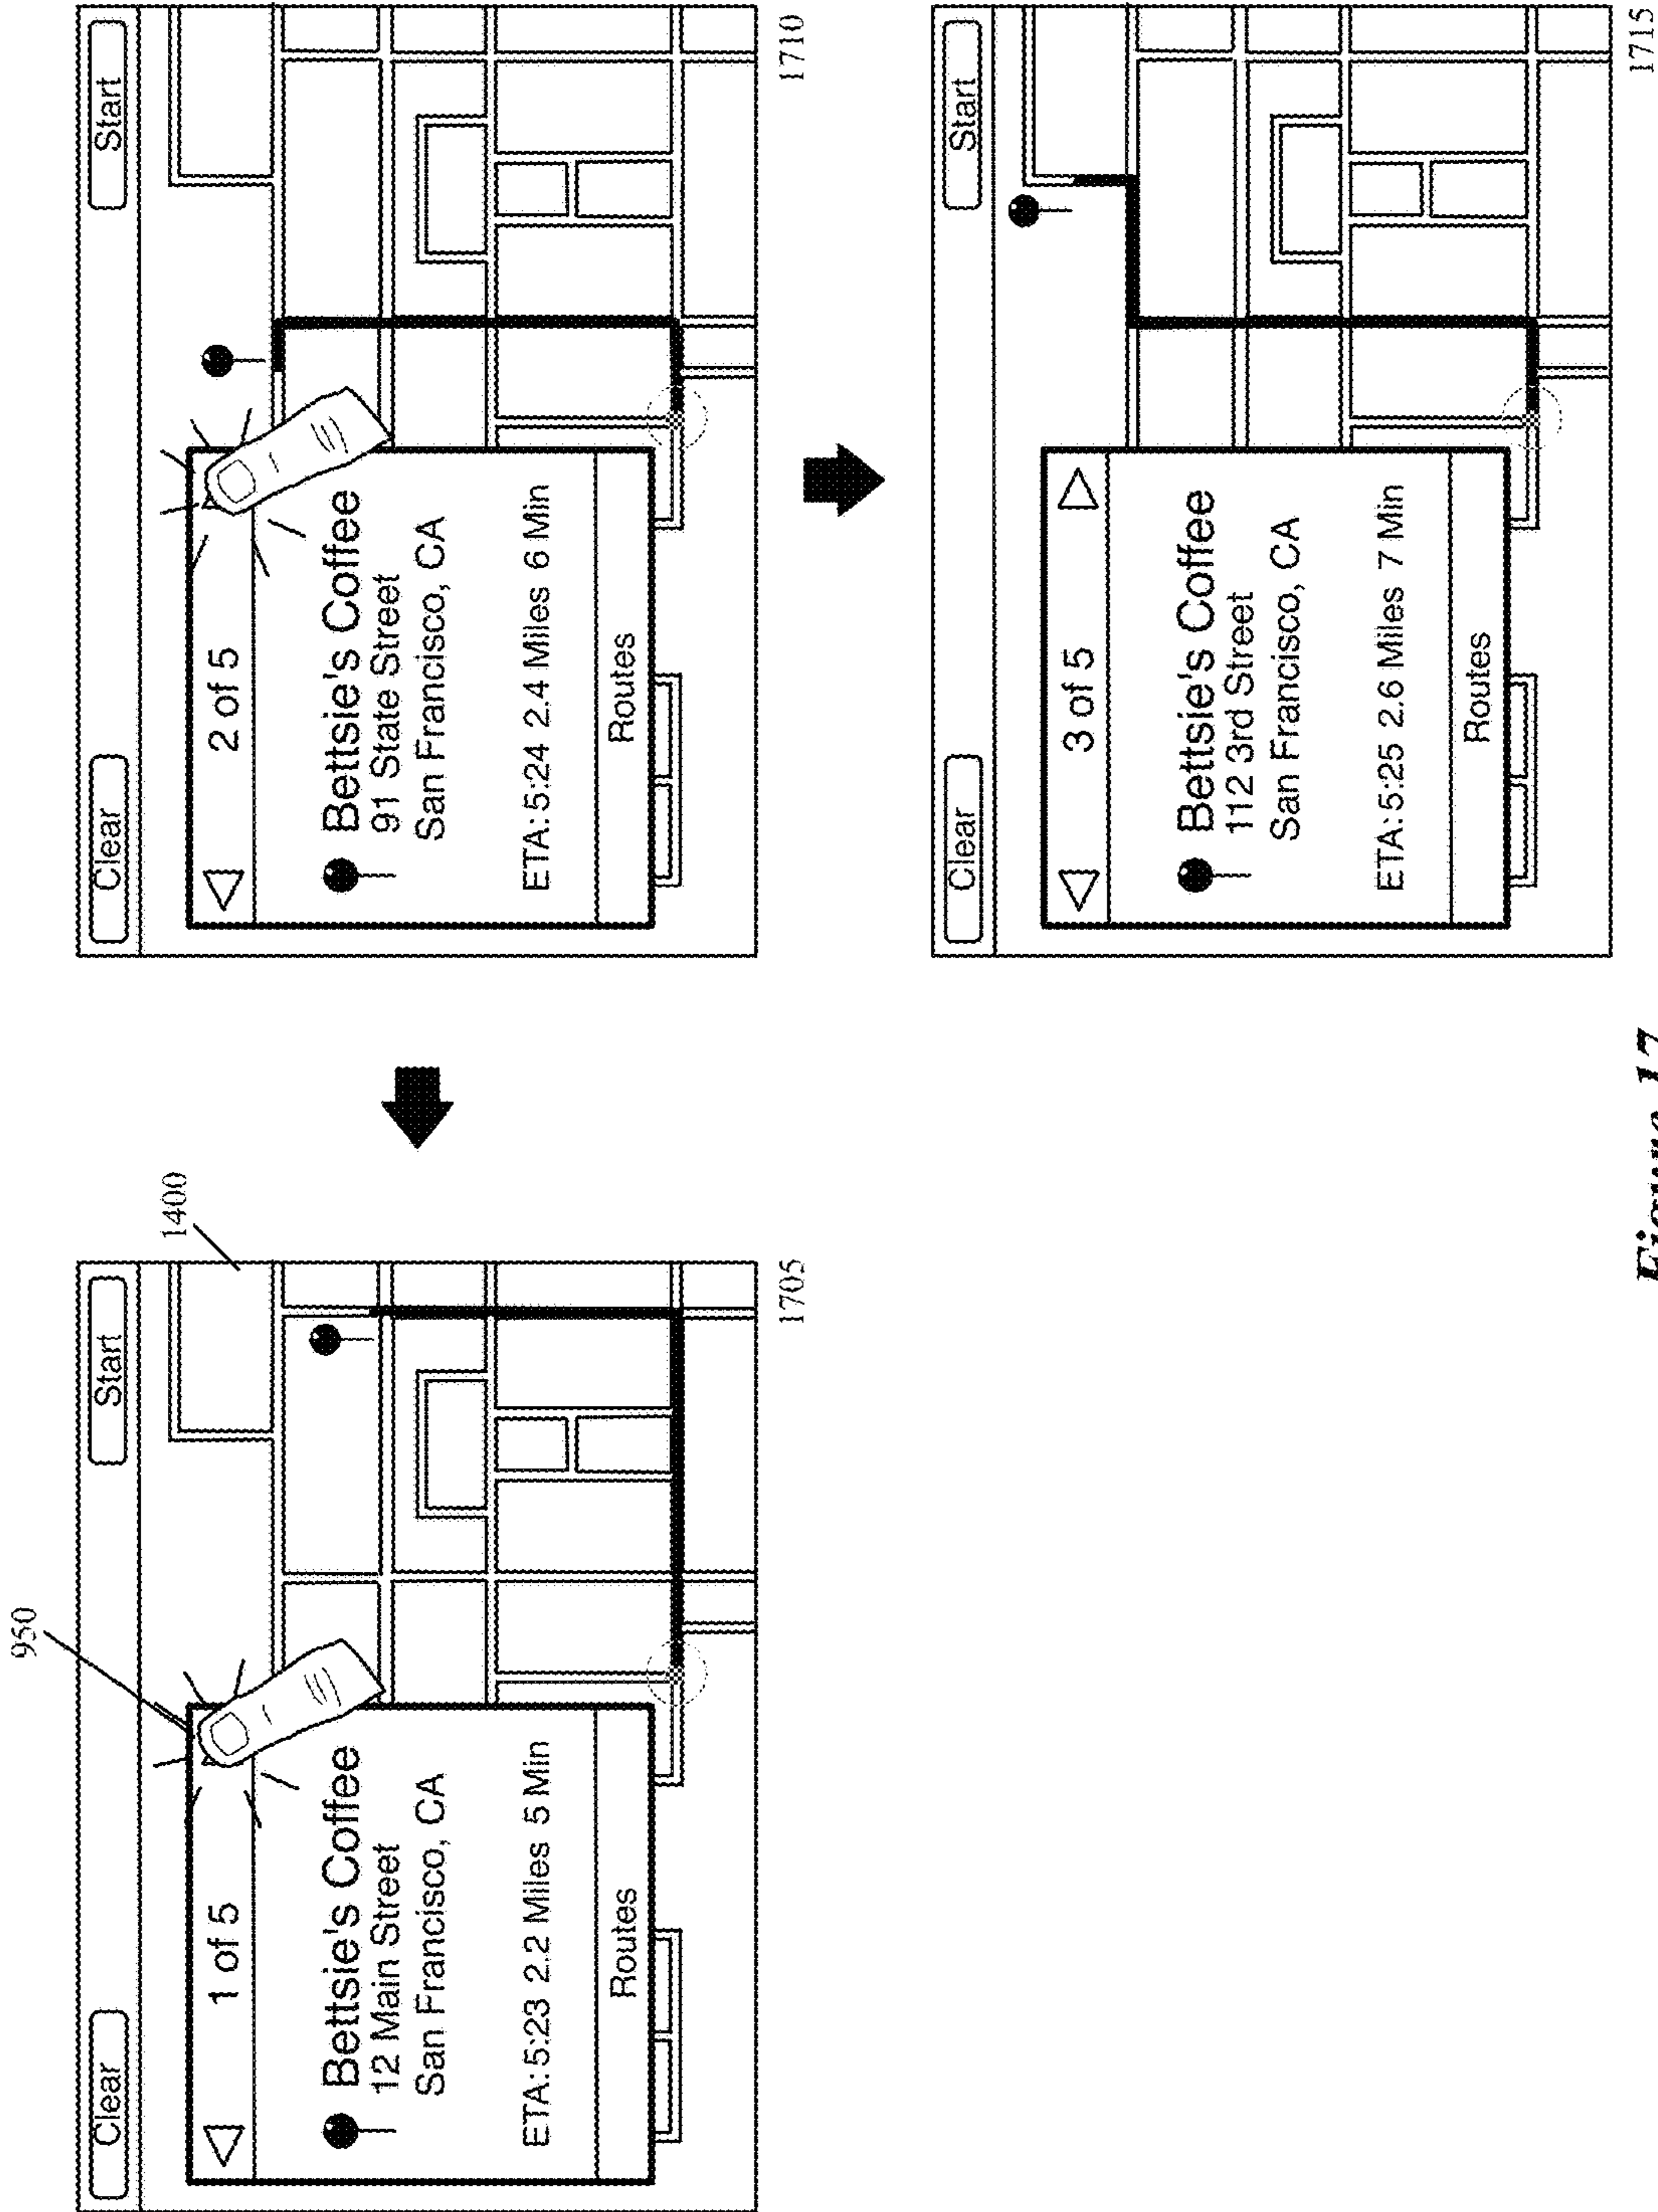 950
Clear
Start
1 of 5
Bettsie's Coffee
12 Main Street
San Francisco, CA
ETA: 5:23 2.2 Miles 5 Min
Routes
1400
1705
Clear
Start
2 of 5
Bettsie's Coffee
91 State Street
San Francisco, CA
ETA: 5:24 2.4 Miles 6 Min
Routes
1710
Clear
Start
3 of 5
Bettsie's Coffee
112 3rd Street
San Francisco, CA
ETA: 5:25 2.6 Miles 7 Min
Routes
1715
Figure 17